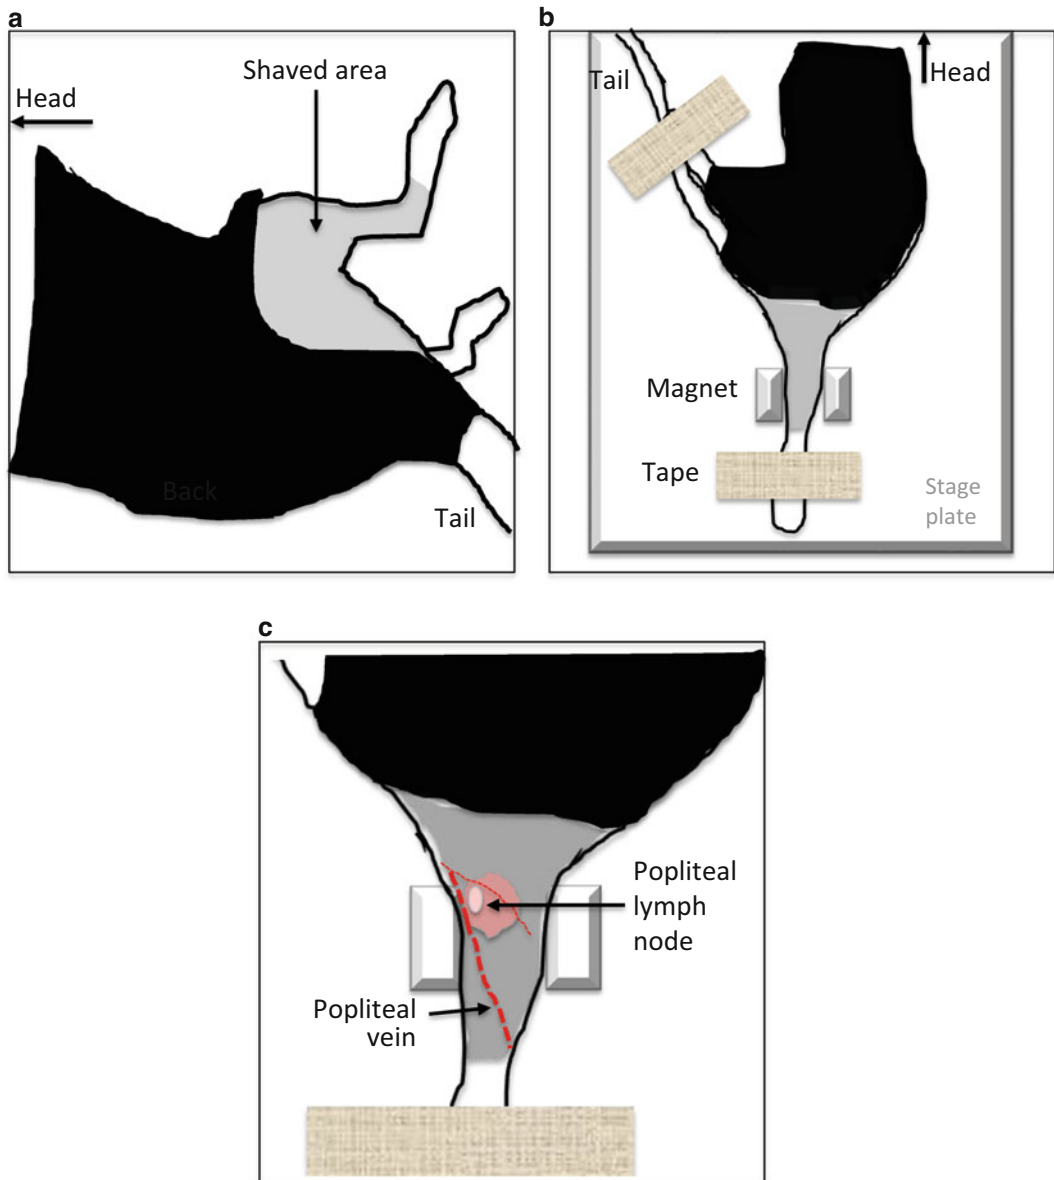 a
Shaved area
Head
Back
Tail
b
Tail
Head
Magnet
Tape
Stage
plate
c
Popliteal
lymph
node
Popliteal
vein